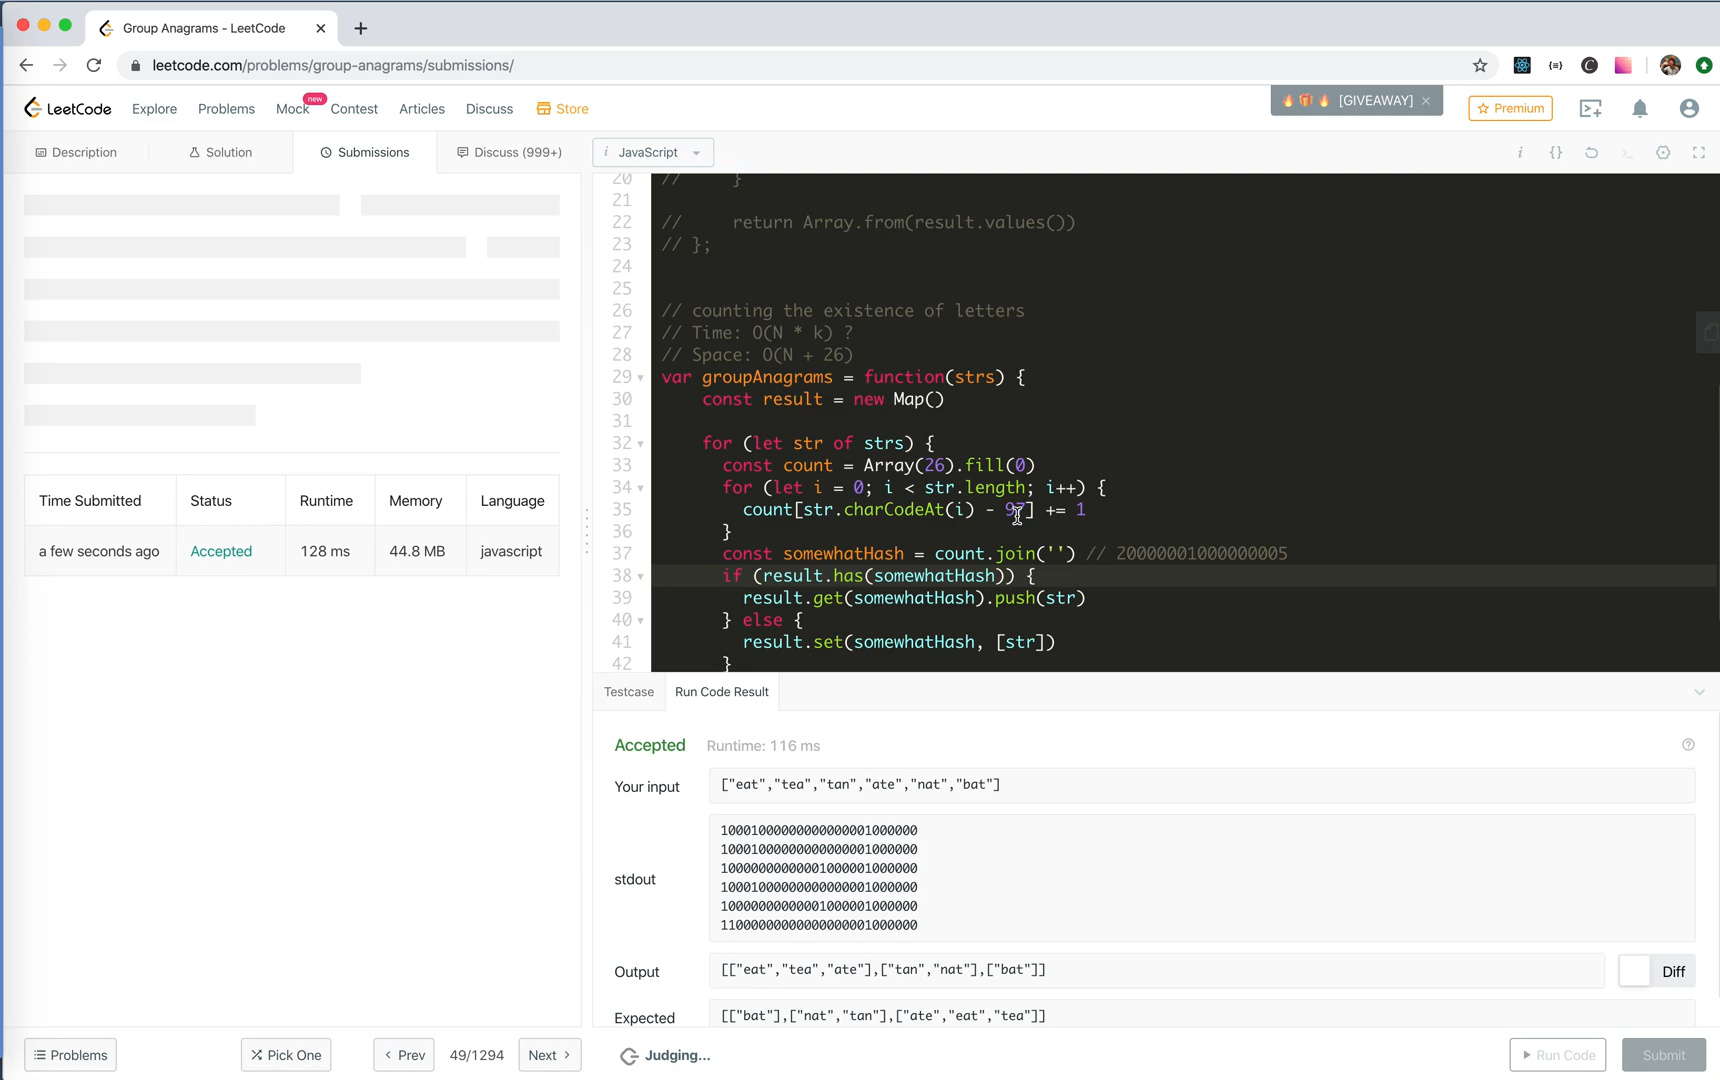 Group Anagrams - LeetCode
leetcode.com/problems/group-anagrams/submissions/
LeetCode
Explore
Problems
Mock
new
Contest
Articles
Discuss
Store
[GIVEAWAY]
Premium
Description
Solution
Submissions
Discuss (999+)
i JavaScript
20 // }
21
22 // return Array.from(result.values())
23 // };
24
25
26 // counting the existence of letters
27 // Time: O(N * k) ?
28 // Space: O(N + 26)
29 var groupAnagrams = function(strs) {
30 const result = new Map()
31
32 for (let str of strs) {
33 const count = Array(26).fill(0)
34 for (let i = 0; i < str.length; i++) {
35 count[str.charCodeAt(i) - 97] += 1
36 }
37 const somewhatHash = count.join('') // 20000001000000005
38 if (result.has(somewhatHash)) {
39 result.get(somewhatHash).push(str)
40 } else {
41 result.set(somewhatHash, [str])
42 }
Time Submitted Status Runtime Memory Language
a few seconds ago Accepted 128 ms 44.8 MB javascript
Testcase
Run Code Result
Accepted Runtime: 116 ms
Your input
["eat","tea","tan","ate","nat","bat"]
stdout
10001000000000000001000000
10001000000000000001000000
10000000000001000001000000
10001000000000000001000000
10000000000001000001000000
11000000000000000001000000
Output
[["eat","tea","ate"],["tan","nat"],["bat"]]
Diff
Expected
[["bat"],["nat","tan"],["ate","eat","tea"]]
Problems
Pick One
< Prev
49/1294
Next >
Judging...
Run Code
Submit